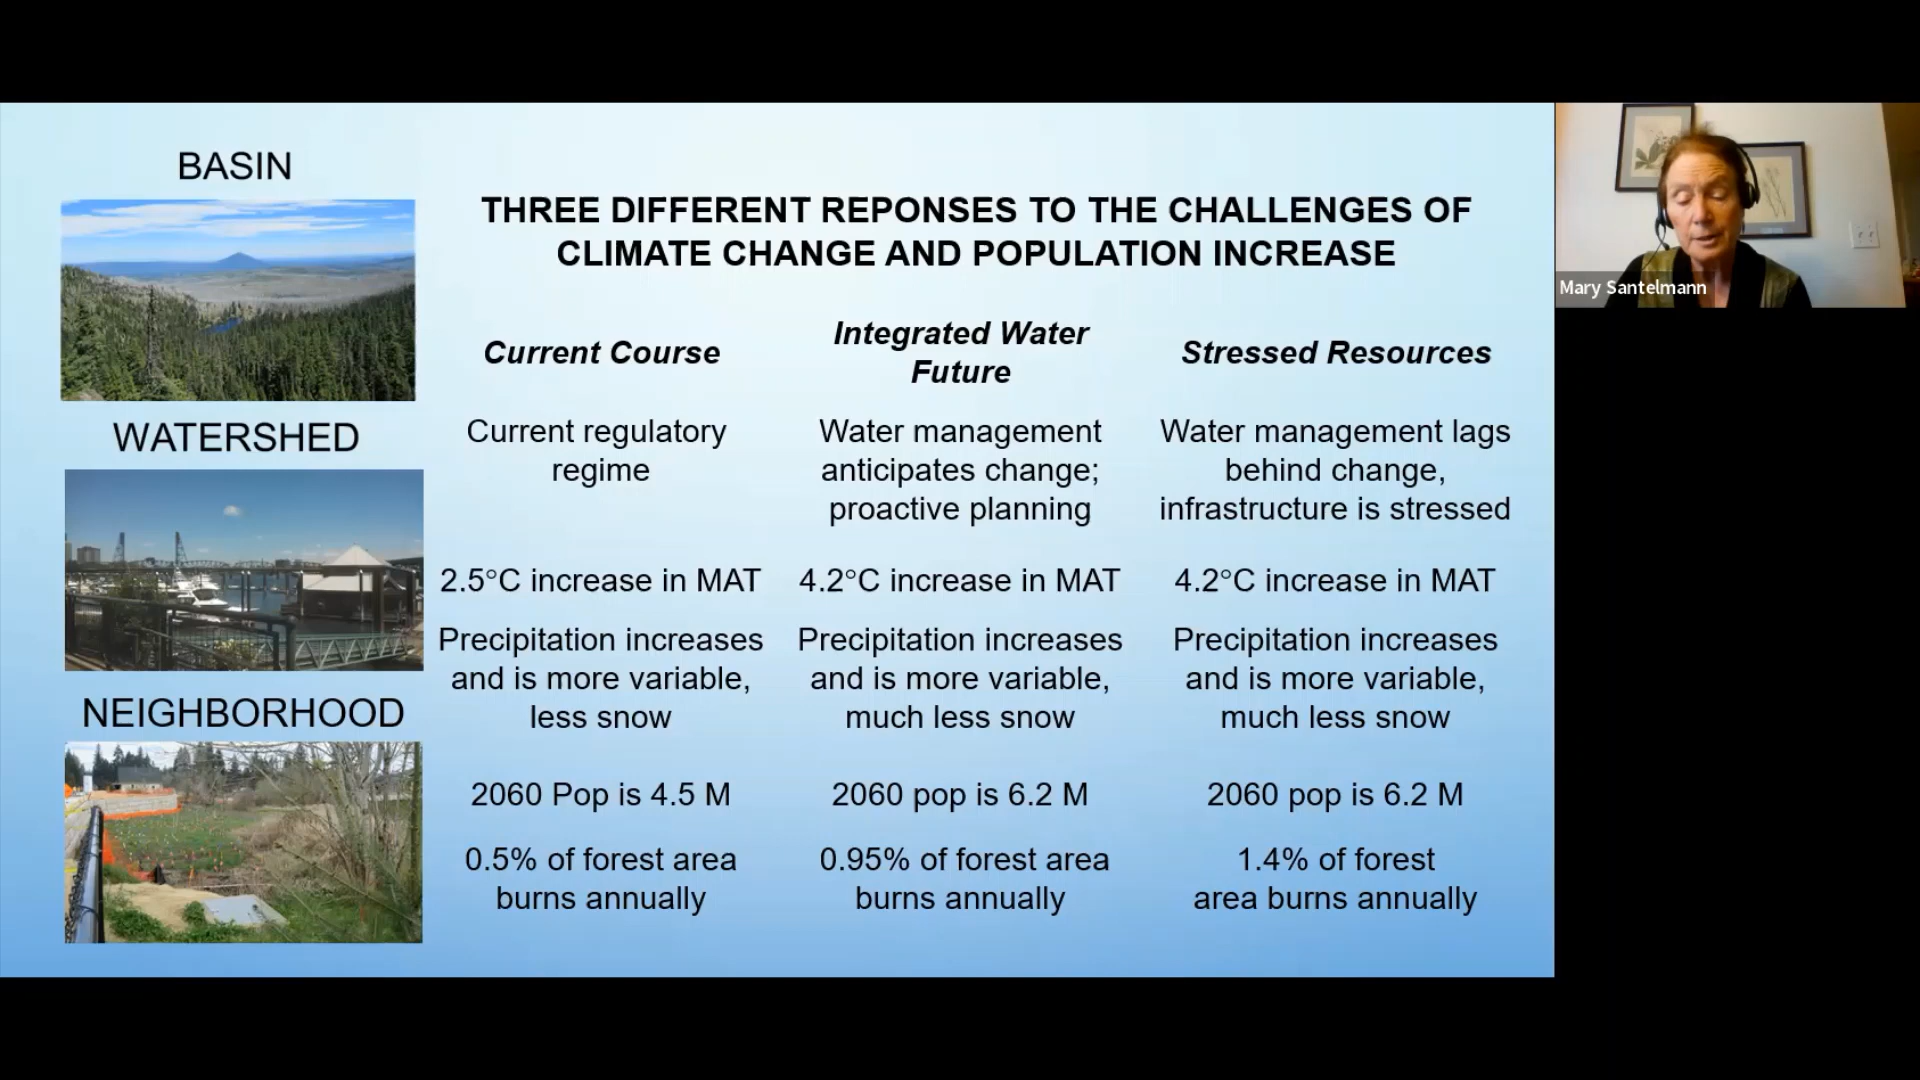 BASIN
WATERSHED
NEIGHBORHOOD
THREE DIFFERENT REPONSES TO THE CHALLENGES OF
CLIMATE CHANGE AND POPULATION INCREASE
Current Course
Current regulatory
regime
2.5°C increase in MAT
Precipitation increases
and is more variable,
less snow
2060 Pop is 4.5 M
0.5% of forest area
burns annually
Integrated Water
Future
Water management
anticipates change;
proactive planning
4.2°C increase in MAT
Precipitation increases
and is more variable,
much less snow
2060 pop is 6.2 M
0.95% of forest area
burns annually
Stressed Resources
Water management lags
behind change,
infrastructure is stressed
4.2°C increase in MAT
Precipitation increases
and is more variable,
much less snow
2060 pop is 6.2 M
1.4% of forest
area burns annually
Mary Santelmann